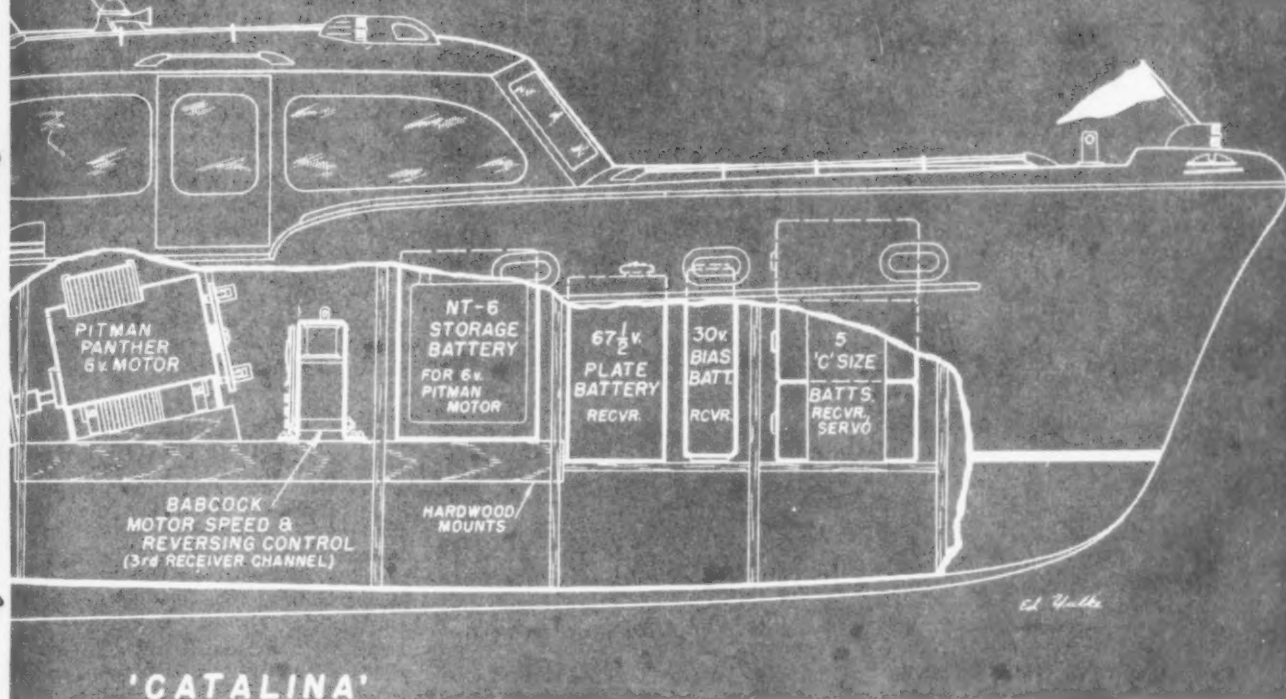 PITMAN
PANTHER
6v. MOTOR
NT-6
STORAGE
BATTERY
FOR 6v.
PITMAN
MOTOR
67½v.
PLATE
BATTERY
RECVR.
30v.
BIAS
BATT.
RCVR.
5
'C' SIZE
BATTS.
RECVR.,
SERVO
BABCOCK
MOTOR SPEED &
REVERSING CONTROL
(3rd RECEIVER CHANNEL)
HARDWOOD
MOUNTS
Ed
'CATALINA'